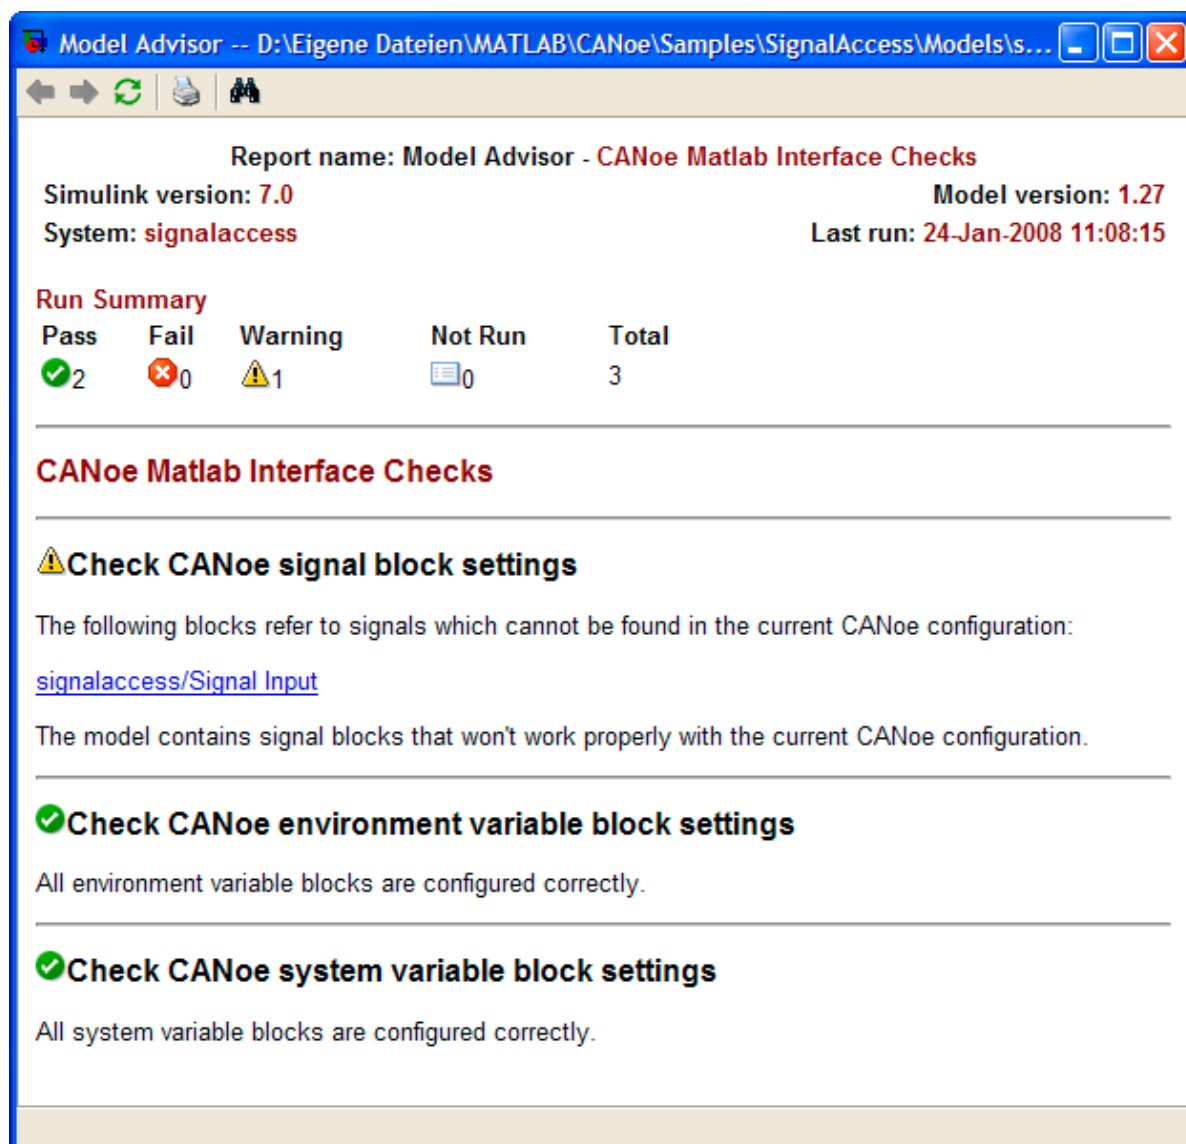 Model Advisor -- D:\Eigene Dateien\MATLAB\CANoe\Samples\SignalAccess\Models\s...
Report name: Model Advisor - CANoe Matlab Interface Checks
Simulink version: 7.0 Model version: 1.27
System: signalaccess Last run: 24-Jan-2008 11:08:15
Run Summary
Pass Fail Warning Not Run Total
2 0 1 0 3
CANoe Matlab Interface Checks
Check CANoe signal block settings
The following blocks refer to signals which cannot be found in the current CANoe configuration:
signalaccess/Signal Input
The model contains signal blocks that won't work properly with the current CANoe configuration.
Check CANoe environment variable block settings
All environment variable blocks are configured correctly.
Check CANoe system variable block settings
All system variable blocks are configured correctly.